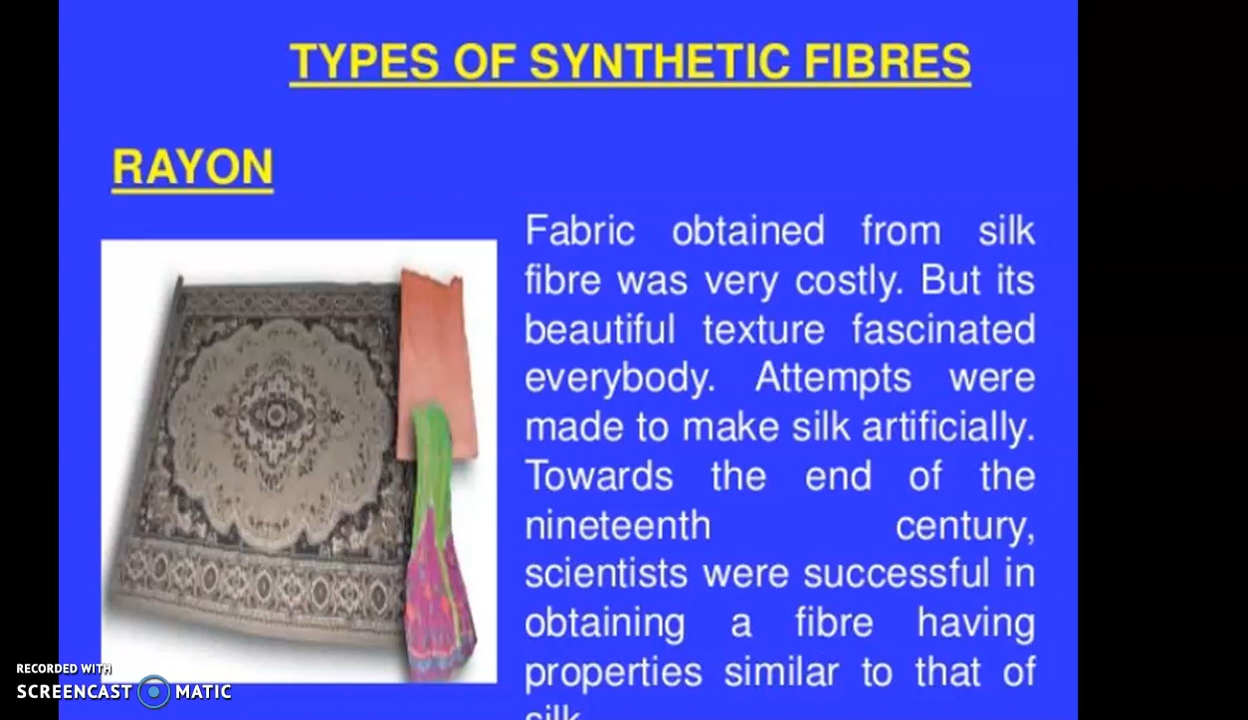 TYPES OF SYNTHETIC FIBRES
RAYON
Fabric obtained from silk
fibre was very costly. But its
beautiful texture fascinated
everybody. Attempts were
made to make silk artificially.
Towards the end of the
nineteenth century,
scientists were successful in
obtaining a fibre having
properties similar to that of
silk
RECORDED WITH
SCREENCAST MATIC